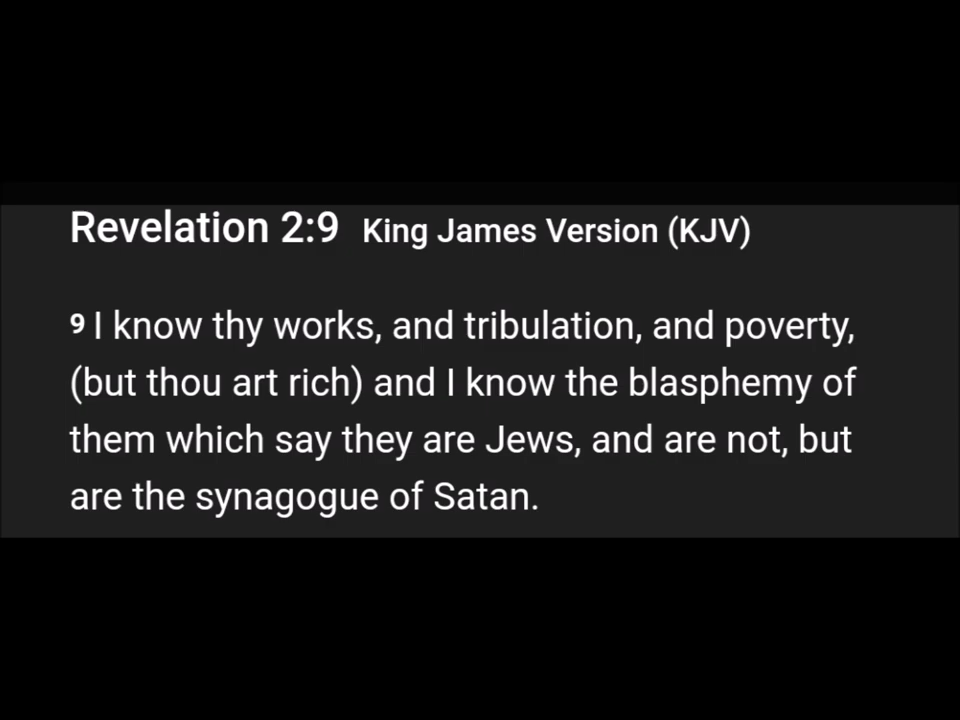 Revelation 2:9 King James Version (KJV)
9 I know thy works, and tribulation, and poverty,
(but thou art rich) and I know the blasphemy of
them which say they are Jews, and are not, but
are the synagogue of Satan.